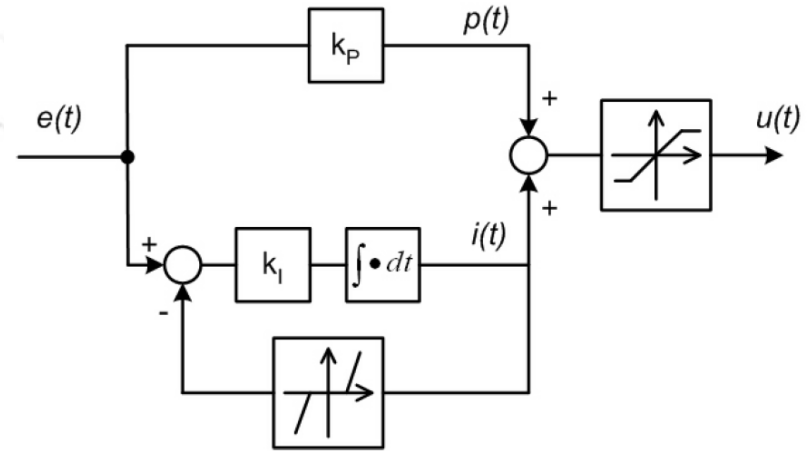 k_P
p(t)
e(t)
+
u(t)
+
+
k_I
∫•dt
i(t)
-